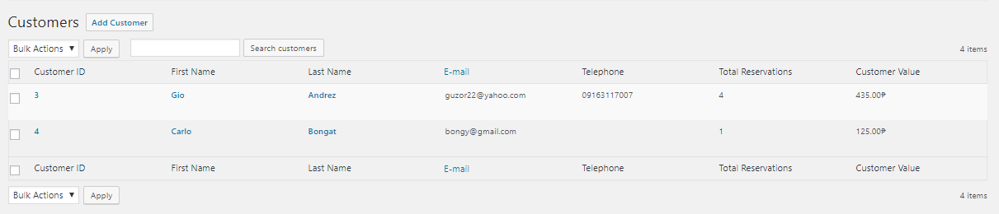 Customers Add Customer
Bulk Actions ▼ Apply Search customers 4 items
Customer ID First Name Last Name E-mail Telephone Total Reservations Customer Value
3 Gio Andrez guzor22@yahoo.com 09163117007 4 435.00₱
4 Carlo Bongat bongy@gmail.com 1 125.00₱
Customer ID First Name Last Name E-mail Telephone Total Reservations Customer Value
Bulk Actions ▼ Apply 4 items